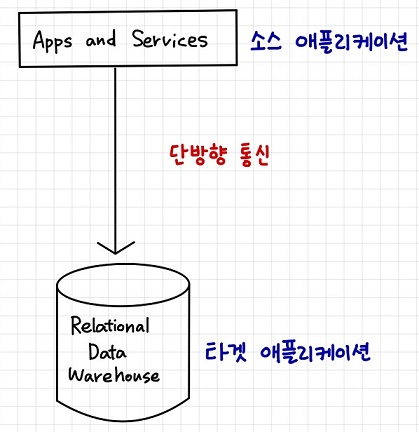 Apps and Services
소스 애플리케이션
단방향 통신
Relational
Data
Warehouse
타겟 애플리케이션